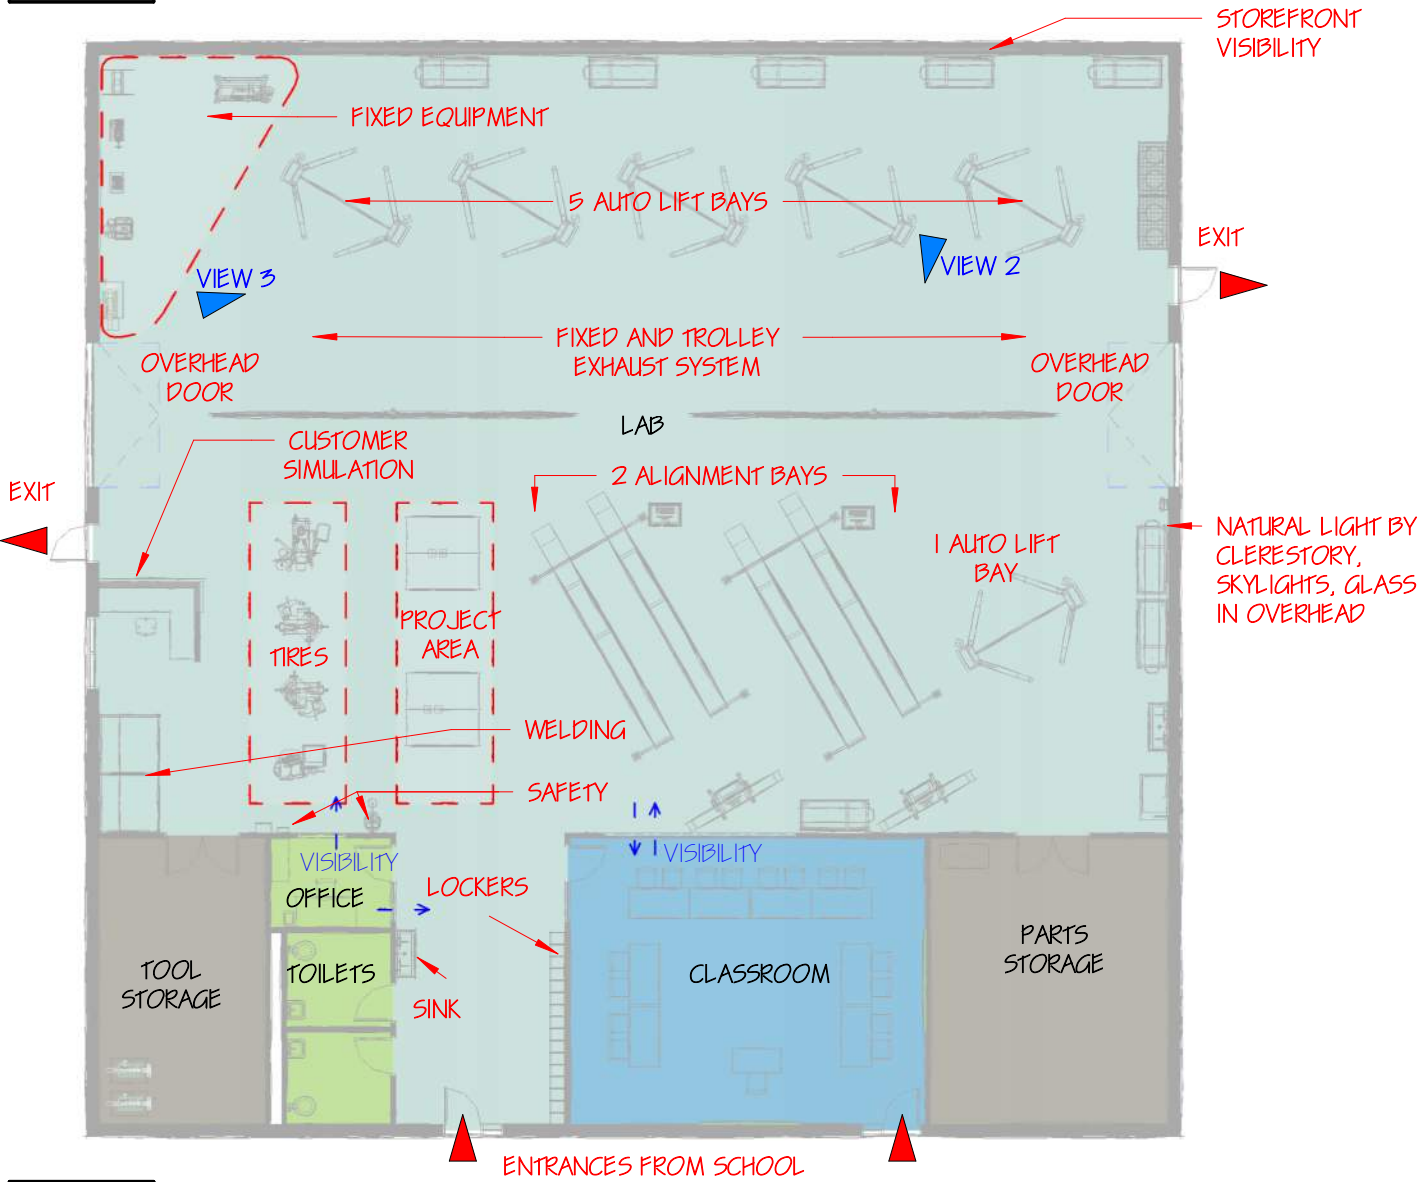 STOREFRONT
VISIBILITY
FIXED EQUIPMENT
5 AUTO LIFT BAYS
EXIT
VIEW 3
VIEW 2
FIXED AND TROLLEY
EXHAUST SYSTEM
OVERHEAD
DOOR
OVERHEAD
DOOR
LAB
CUSTOMER
SIMULATION
2 ALIGNMENT BAYS
EXIT
NATURAL LIGHT BY
CLERESTORY,
SKYLIGHTS, GLASS
IN OVERHEAD
1 AUTO LIFT
BAY
PROJECT
AREA
TIRES
WELDING
SAFETY
VISIBILITY
VISIBILITY
OFFICE
LOCKERS
TOOL
STORAGE
TOILETS
SINK
CLASSROOM
PARTS
STORAGE
ENTRANCES FROM SCHOOL